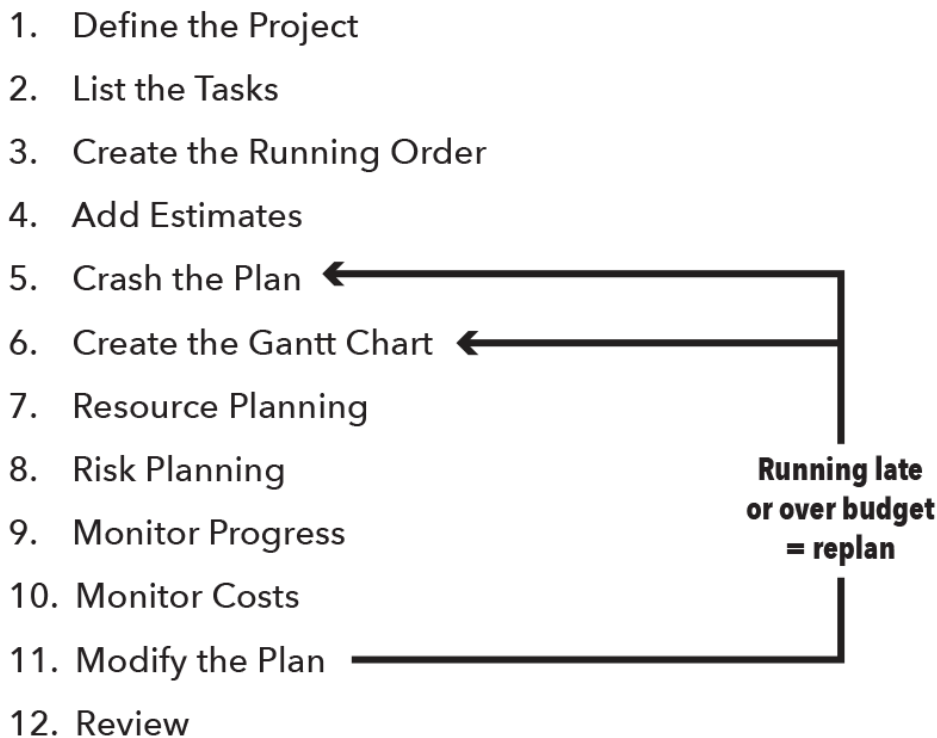 1. Define the Project
2. List the Tasks
3. Create the Running Order
4. Add Estimates
5. Crash the Plan
6. Create the Gantt Chart
7. Resource Planning
8. Risk Planning
9. Monitor Progress
10. Monitor Costs
11. Modify the Plan
12. Review
Running late
or over budget
= replan